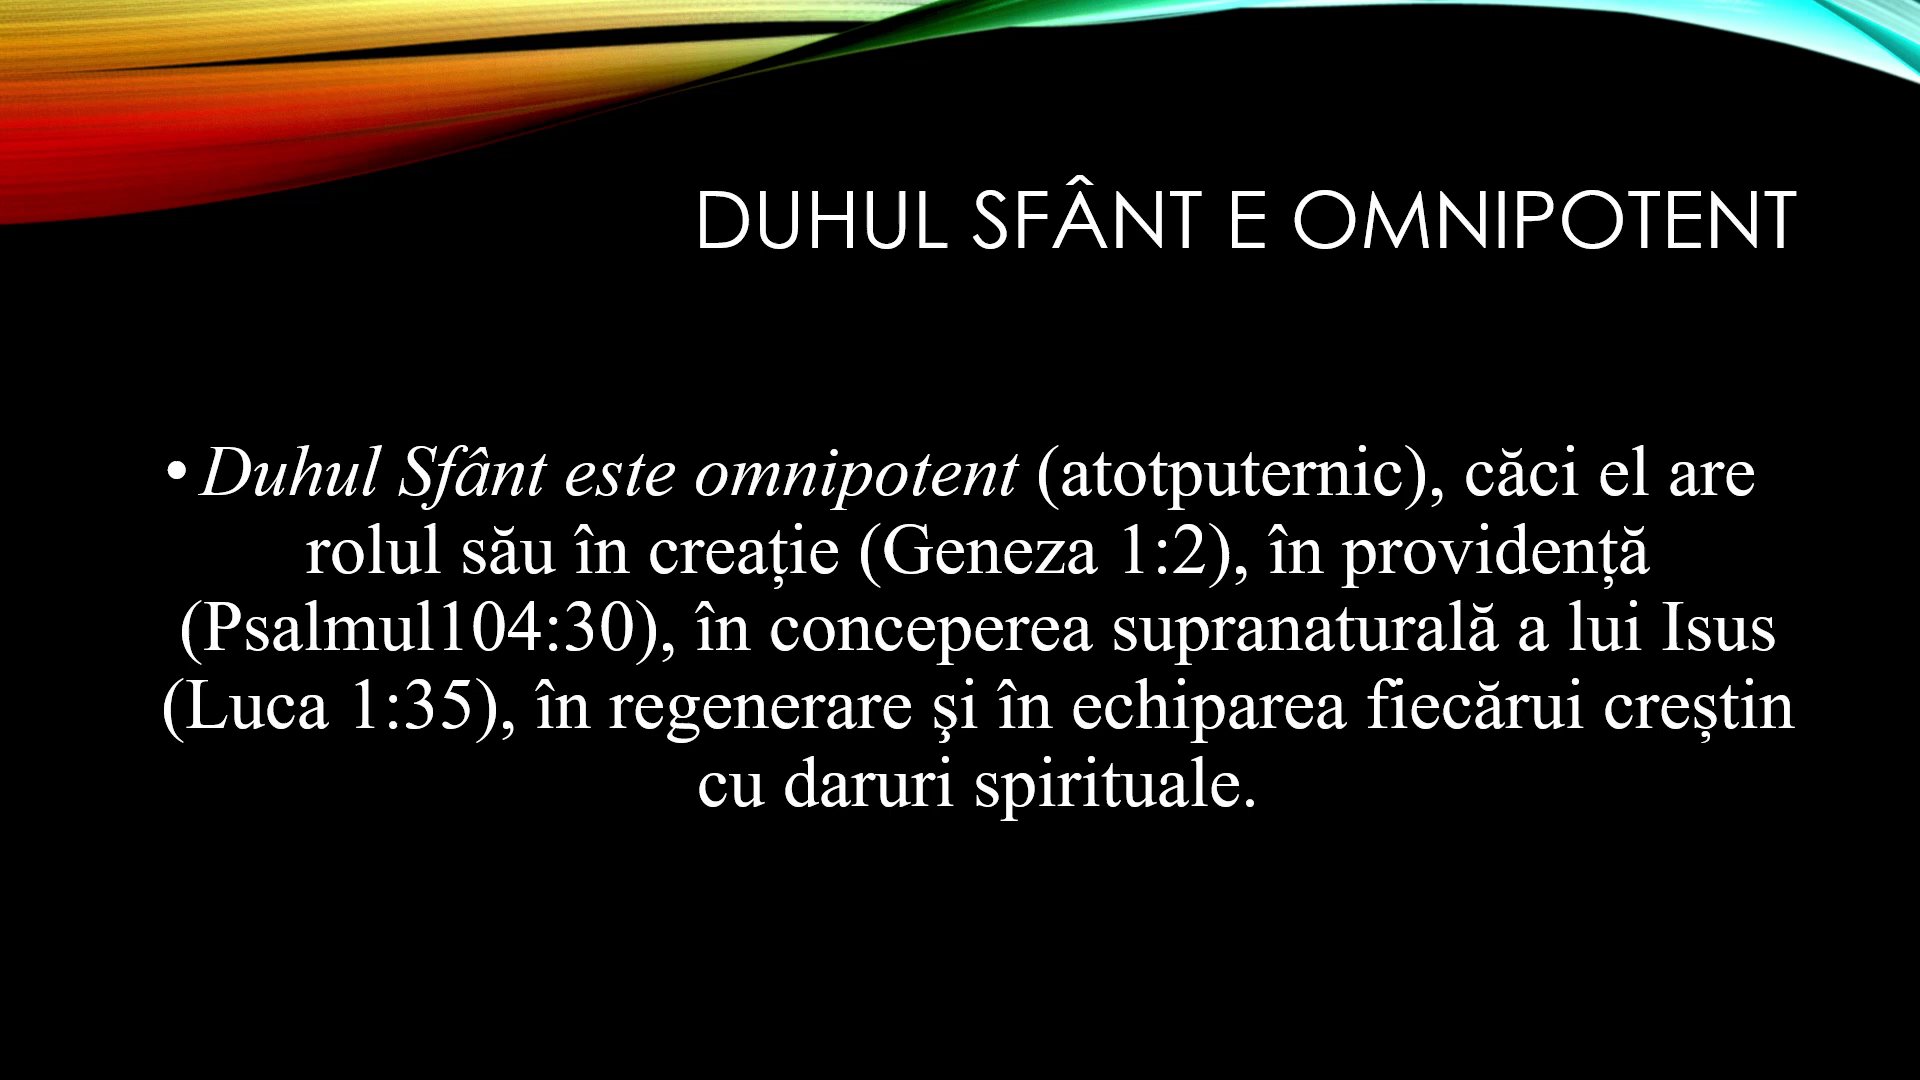 DUHUL SFÂNT E OMNIPOTENT
• Duhul Sfânt este omnipotent (atotputernic), căci el are
rolul său în creație (Geneza 1:2), în providență
(Psalmul104:30), în conceperea supranaturală a lui Isus
(Luca 1:35), în regenerare şi în echiparea fiecărui creștin
cu daruri spirituale.